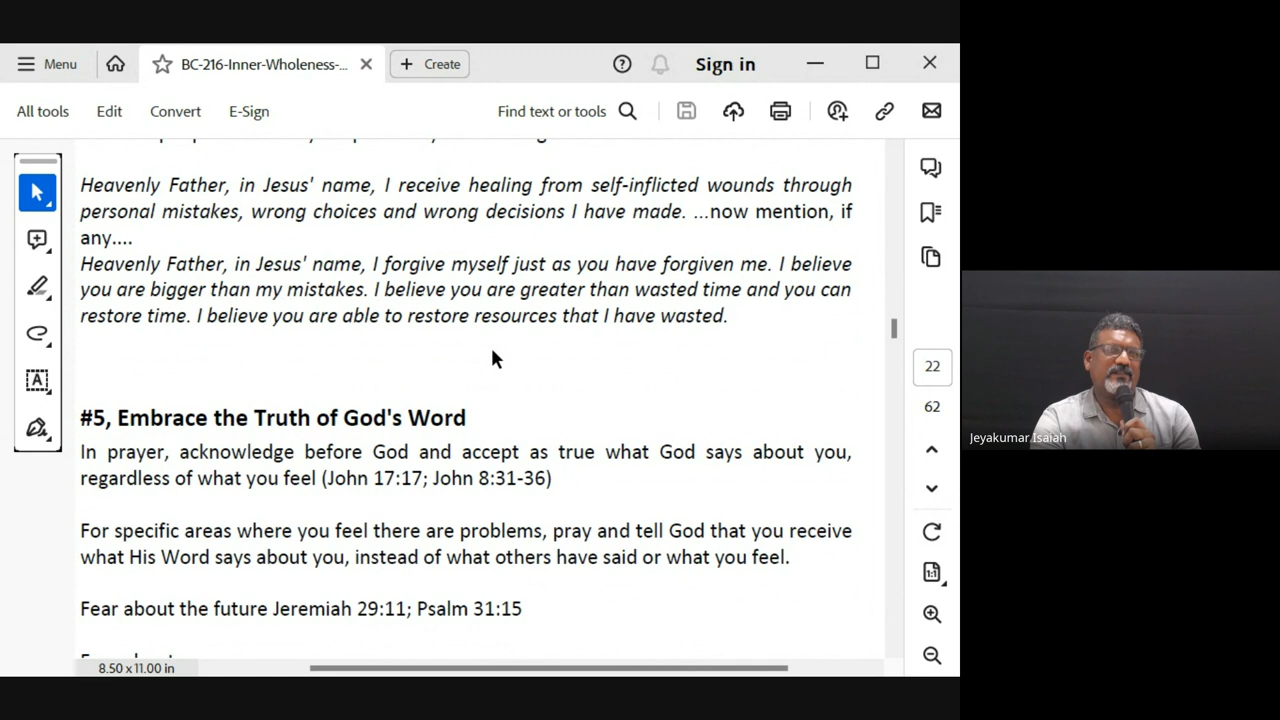 Menu
BC-216-Inner-Wholeness-...
Create
Sign in
All tools
Edit
Convert
E-Sign
Find text or tools
Heavenly Father, in Jesus' name, I receive healing from self-inflicted wounds through
personal mistakes, wrong choices and wrong decisions I have made. ...now mention, if
any....
Heavenly Father, in Jesus' name, I forgive myself just as you have forgiven me. I believe
you are bigger than my mistakes. I believe you are greater than wasted time and you can
restore time. I believe you are able to restore resources that I have wasted.
#5, Embrace the Truth of God's Word
In prayer, acknowledge before God and accept as true what God says about you,
regardless of what you feel (John 17:17; John 8:31-36)
For specific areas where you feel there are problems, pray and tell God that you receive
what His Word says about you, instead of what others have said or what you feel.
Fear about the future Jeremiah 29:11; Psalm 31:15
8.50 x 11.00 in
22
62
1:1
Jeyakumar Isaiah